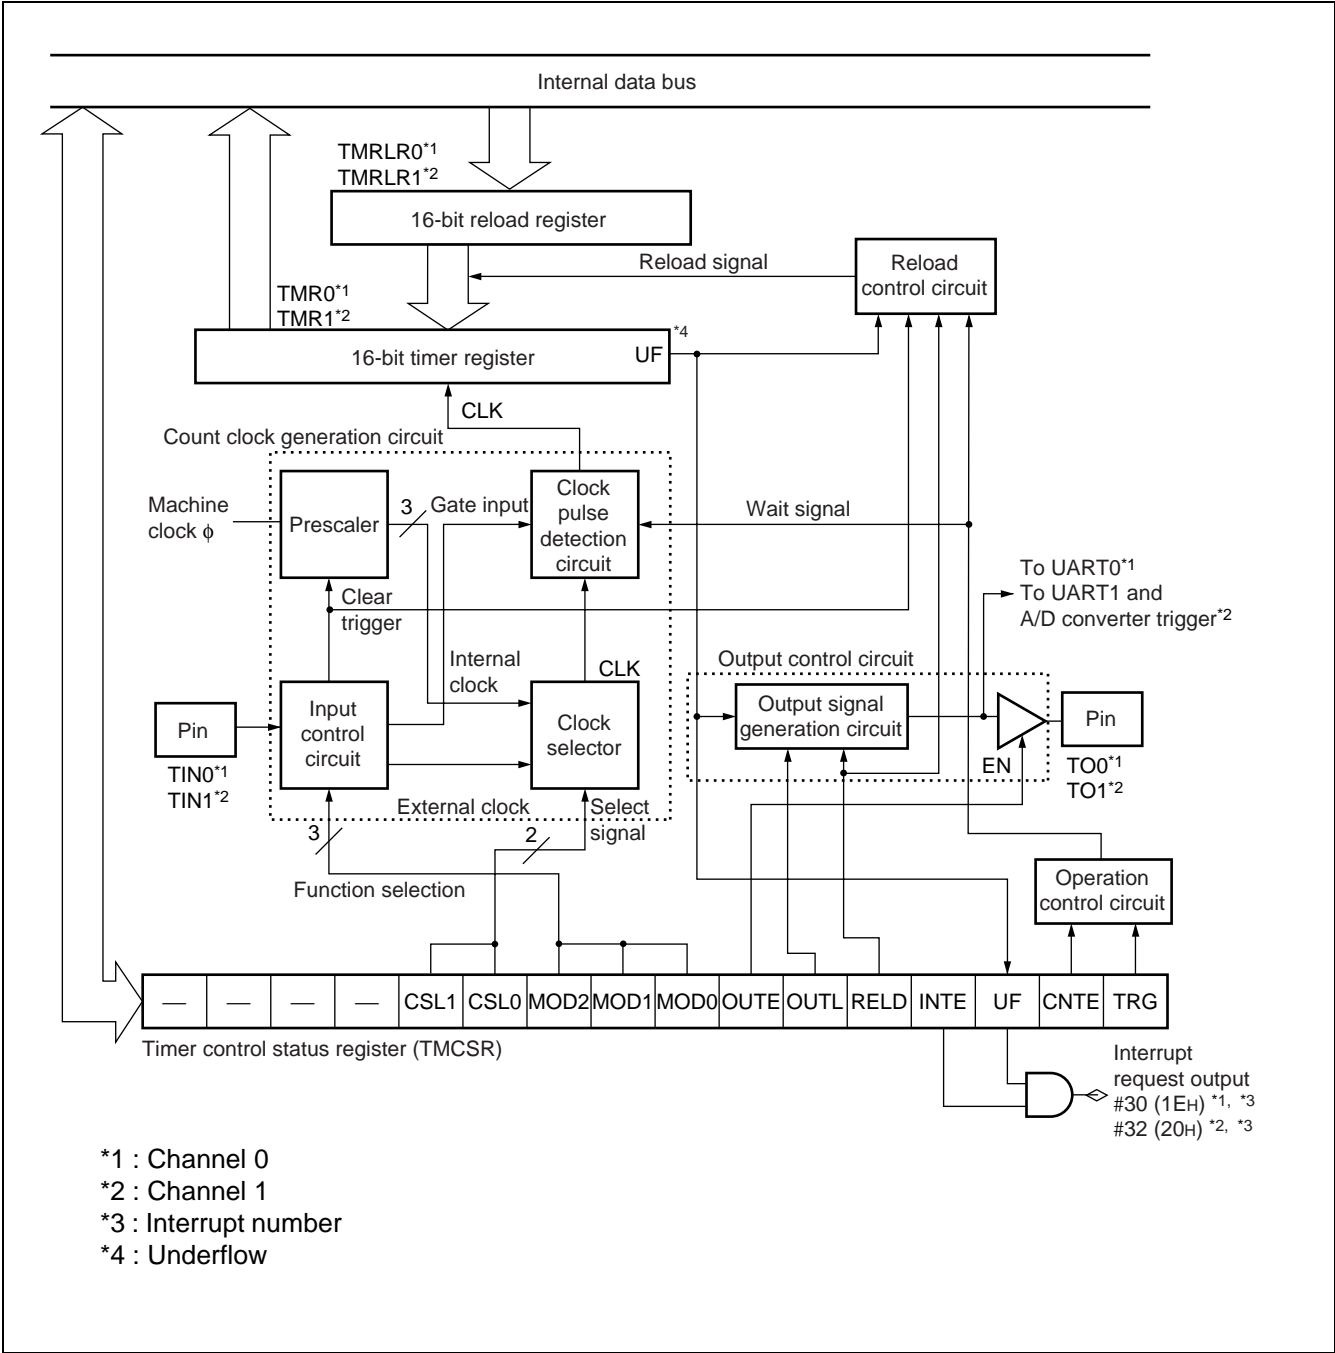 Internal data bus
TMRLR0*1
TMRLR1*2
16-bit reload register
Reload signal
Reload
control circuit
TMR0*1
TMR1*2
16-bit timer register
UF
*4
CLK
Count clock generation circuit
Machine
clock ϕ
Prescaler
3
Gate input
Clock
pulse
detection
circuit
Wait signal
Clear
trigger
To UART0*1
To UART1 and
A/D converter trigger*2
Internal
clock
CLK
Output control circuit
Pin
TIN0*1
TIN1*2
Input
control
circuit
Clock
selector
Output signal
generation circuit
EN
Pin
TO0*1
TO1*2
External clock
Select
signal
3
2
Function selection
Operation
control circuit
— — — — CSL1 CSL0 MOD2 MOD1 MOD0 OUTE OUTL RELD INTE UF CNTE TRG
Timer control status register (TMCSR)
Interrupt
request output
#30 (1EH) *1, *3
#32 (20H) *2, *3
*1 : Channel 0
*2 : Channel 1
*3 : Interrupt number
*4 : Underflow